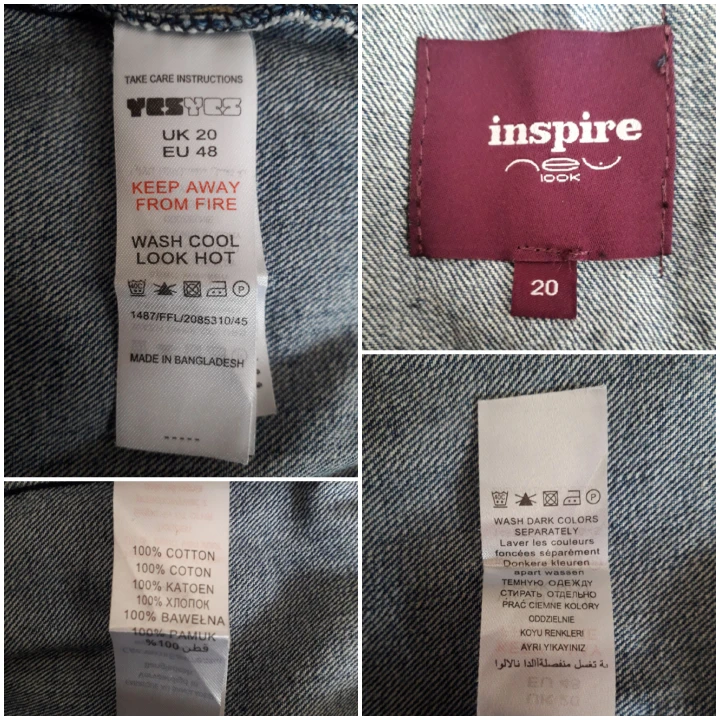 TAKE CARE INSTRUCTIONS
YESYES
UK 20
EU 48
KEEP AWAY
FROM FIRE
WASH COOL
LOOK HOT
1487/FFL/2085310/45
MADE IN BANGLADESH
inspire
new
look
20
100% COTTON
100% COTON
100% KATOEN
100% ХЛОПОК
100% BAWEŁNA
100% PAMUK
قطن 100%
WASH DARK COLORS
SEPARATELY
Laver les couleurs
foncées séparément
Donkere kleuren
apart wassen
ТЕМНУЮ ОДЕЖДУ
СТИРАТЬ ОТДЕЛЬНО
PRAĆ CIEMNE KOLORY
ODDZIELNIE
KOYU RENKLERI
AYRI YIKAYINIZ